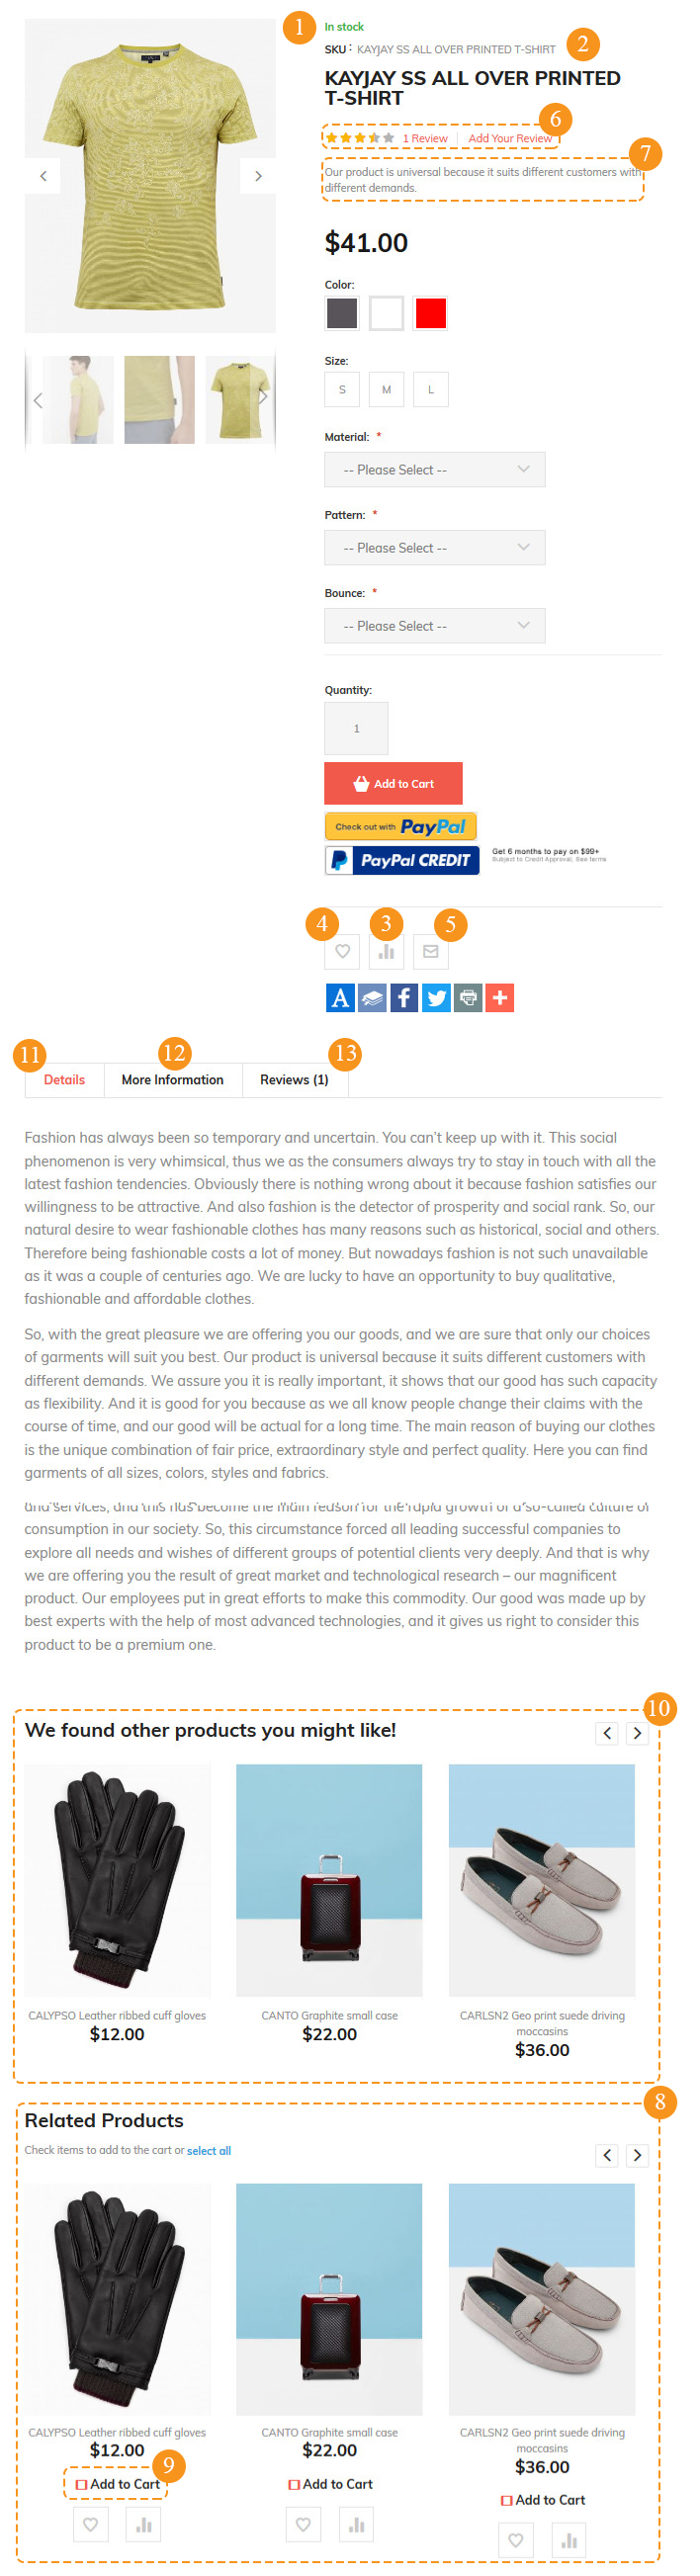 1
In stock
SKU : KAYJAY SS ALL OVER PRINTED T-SHIRT
2
KAYJAY SS ALL OVER PRINTED
T-SHIRT
6
1 Review Add Your Review
7
Our product is universal because it suits different customers with
different demands.
$41.00
Color:
Size:
S M L
Material: *
-- Please Select --
Pattern: *
-- Please Select --
Bounce: *
-- Please Select --
Quantity:
1
Add to Cart
Check out with PayPal
PayPal CREDIT
Get 6 months to pay on $99+
Subject to Credit Approval. See terms
4 3 5
11 12 13
Details More Information Reviews (1)
Fashion has always been so temporary and uncertain. You can't keep up with it. This social
phenomenon is very whimsical, thus we as the consumers always try to stay in touch with all the
latest fashion tendencies. Obviously there is nothing wrong about it because fashion satisfies our
willingness to be attractive. And also fashion is the detector of prosperity and social rank. So, our
natural desire to wear fashionable clothes has many reasons such as historical, social and others.
Therefore being fashionable costs a lot of money. But nowadays fashion is not such unavailable
as it was a couple of centuries ago. We are lucky to have an opportunity to buy qualitative,
fashionable and affordable clothes.
So, with the great pleasure we are offering you our goods, and we are sure that only our choices
of garments will suit you best. Our product is universal because it suits different customers with
different demands. We assure you it is really important, it shows that our good has such capacity
as flexibility. And it is good for you because as we all know people change their claims with the
course of time, and our good will be actual for a long time. The main reason of buying our clothes
is the unique combination of fair price, extraordinary style and perfect quality. Here you can find
garments of all sizes, colors, styles and fabrics.
and services, and this has become the main reason for the rapid growth of a so-called culture of
consumption in our society. So, this circumstance forced all leading successful companies to
explore all needs and wishes of different groups of potential clients very deeply. And that is why
we are offering you the result of great market and technological research – our magnificent
product. Our employees put in great efforts to make this commodity. Our good was made up by
best experts with the help of most advanced technologies, and it gives us right to consider this
product to be a premium one.
10
We found other products you might like!
CALYPSO Leather ribbed cuff gloves
$12.00
CANTO Graphite small case
$22.00
CARLSN2 Geo print suede driving
moccasins
$36.00
8
Related Products
Check items to add to the cart or select all
CALYPSO Leather ribbed cuff gloves
$12.00
9
Add to Cart
CANTO Graphite small case
$22.00
Add to Cart
CARLSN2 Geo print suede driving
moccasins
$36.00
Add to Cart